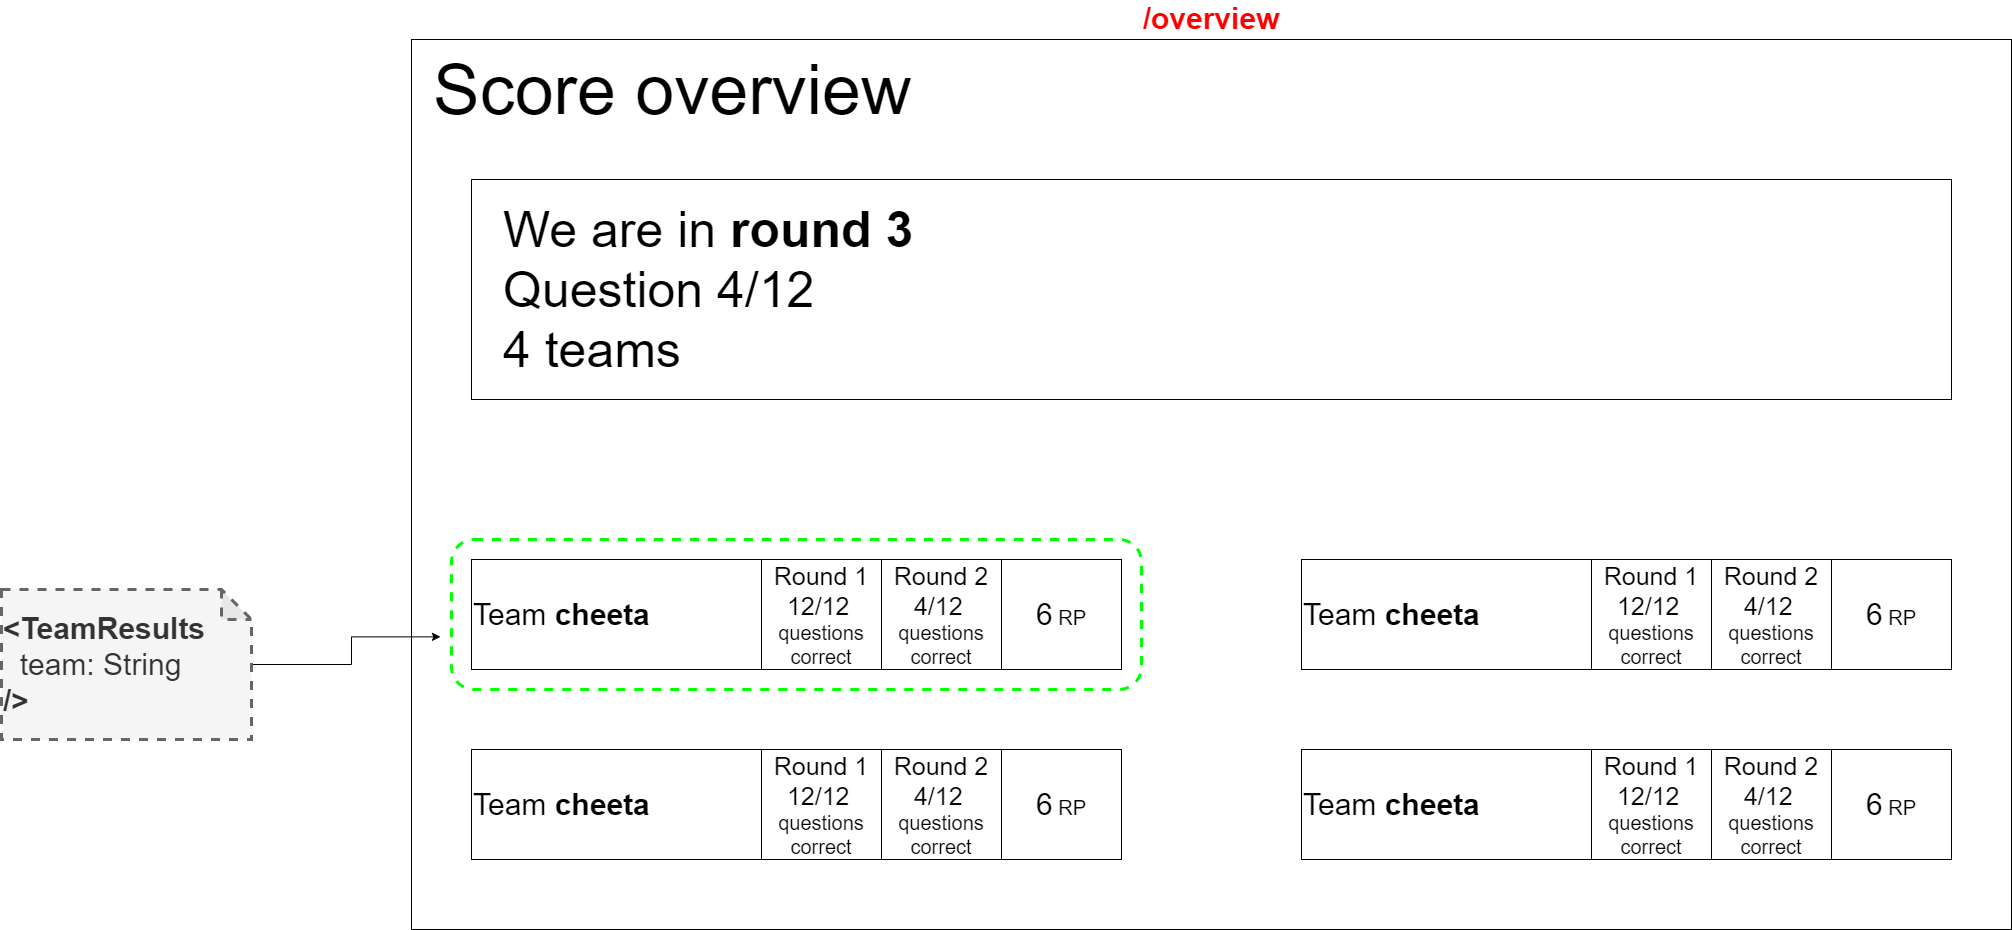 /overview
Score overview
We are in round 3
Question 4/12
4 teams
<TeamResults
team: String
/>
Team cheeta
Round 1
12/12
questions
correct
Round 2
4/12
questions
correct
6 RP
Team cheeta
Round 1
12/12
questions
correct
Round 2
4/12
questions
correct
6 RP
Team cheeta
Round 1
12/12
questions
correct
Round 2
4/12
questions
correct
6 RP
Team cheeta
Round 1
12/12
questions
correct
Round 2
4/12
questions
correct
6 RP